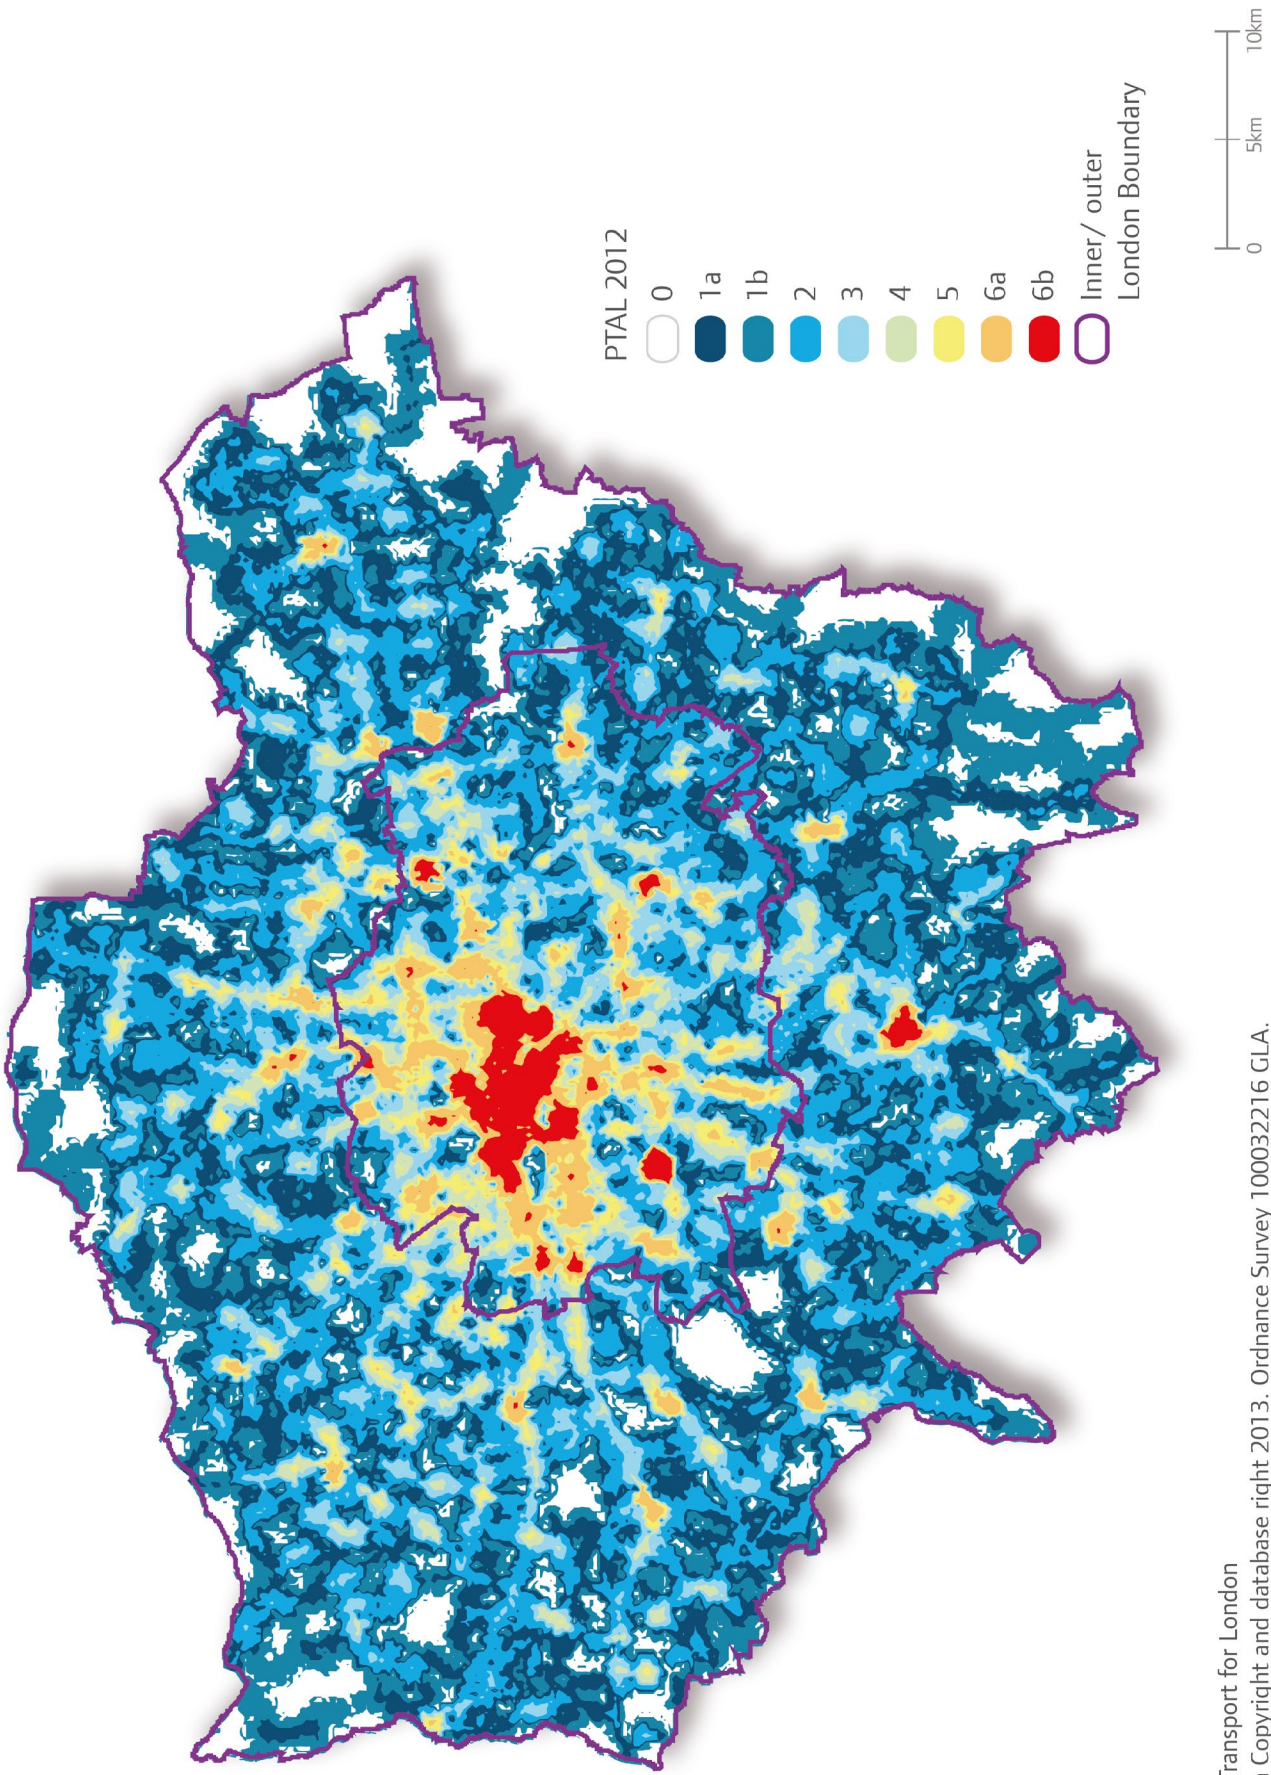 PTAL 2012
0
1a
1b
2
3
4
5
6a
6b
Inner/ outer
London Boundary
0 5km 10km
Transport for London
Copyright and database right 2013. Ordnance Survey 100032216 GLA.